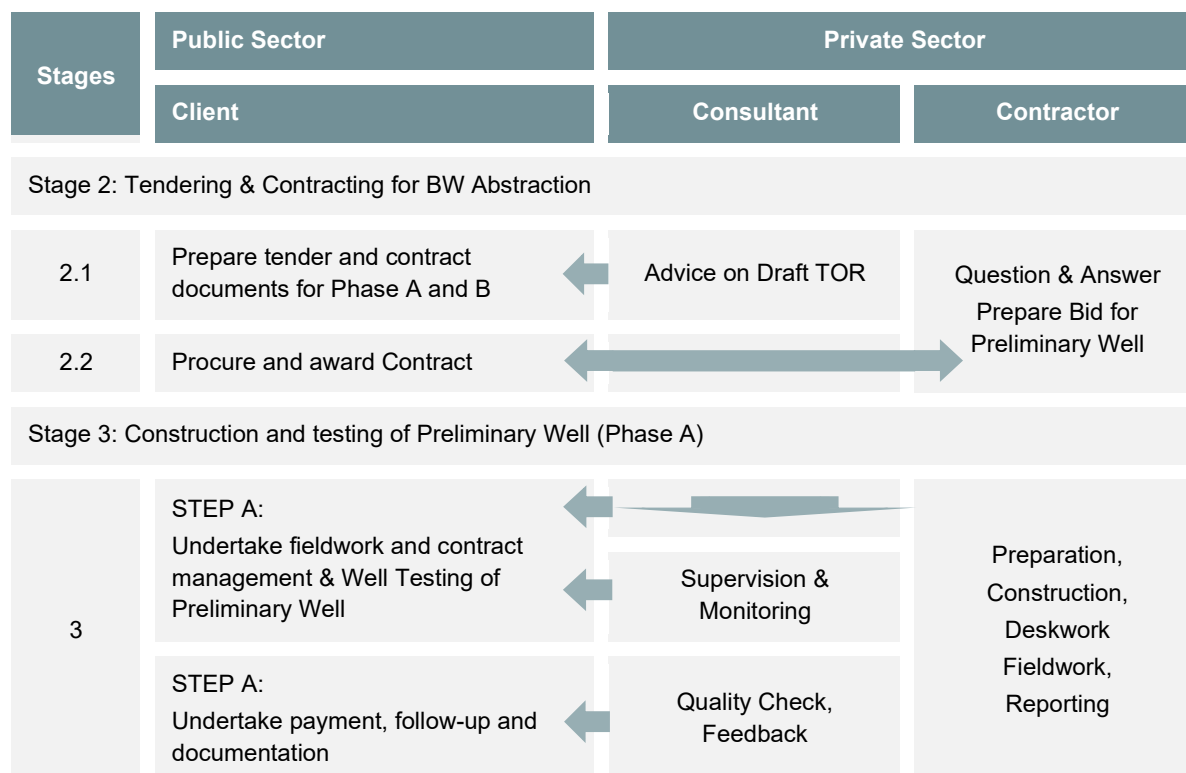 Stages
Public Sector
Private Sector
Client
Consultant
Contractor
Stage 2: Tendering & Contracting for BW Abstraction
2.1
Prepare tender and contract
documents for Phase A and B
Advice on Draft TOR
Question & Answer
Prepare Bid for
Preliminary Well
2.2
Procure and award Contract
Stage 3: Construction and testing of Preliminary Well (Phase A)
3
STEP A:
Undertake fieldwork and contract
management & Well Testing of
Preliminary Well
Supervision &
Monitoring
Preparation,
Construction,
Deskwork
Fieldwork,
Reporting
STEP A:
Undertake payment, follow-up and
documentation
Quality Check,
Feedback